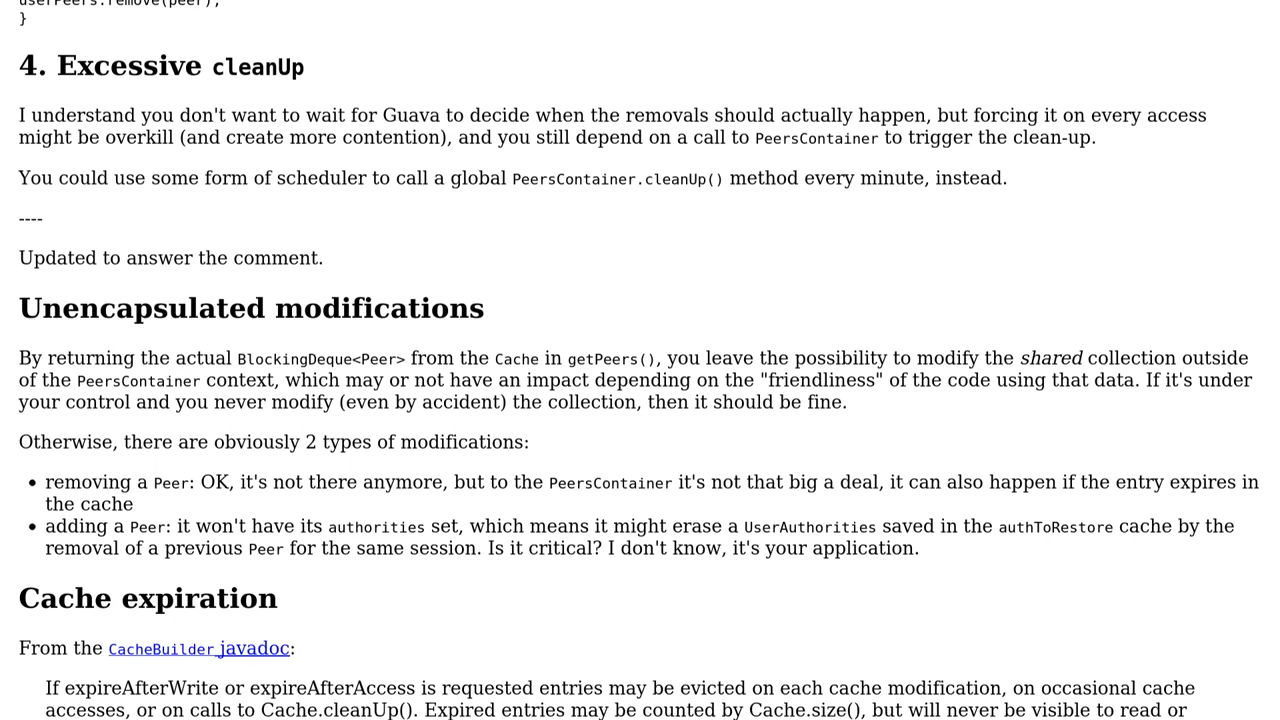 userPeers.remove(peer);
}
4. Excessive cleanUp
I understand you don't want to wait for Guava to decide when the removals should actually happen, but forcing it on every access
might be overkill (and create more contention), and you still depend on a call to PeersContainer to trigger the clean-up.
You could use some form of scheduler to call a global PeersContainer.cleanUp() method every minute, instead.
----
Updated to answer the comment.
Unencapsulated modifications
By returning the actual BlockingDeque<Peer> from the Cache in getPeers(), you leave the possibility to modify the shared collection outside
of the PeersContainer context, which may or not have an impact depending on the "friendliness" of the code using that data. If it's under
your control and you never modify (even by accident) the collection, then it should be fine.
Otherwise, there are obviously 2 types of modifications:
• removing a Peer: OK, it's not there anymore, but to the PeersContainer it's not that big a deal, it can also happen if the entry expires in
the cache
• adding a Peer: it won't have its authorities set, which means it might erase a UserAuthorities saved in the authToRestore cache by the
removal of a previous Peer for the same session. Is it critical? I don't know, it's your application.
Cache expiration
From the CacheBuilder javadoc:
If expireAfterWrite or expireAfterAccess is requested entries may be evicted on each cache modification, on occasional cache
accesses, or on calls to Cache.cleanUp(). Expired entries may be counted by Cache.size(), but will never be visible to read or